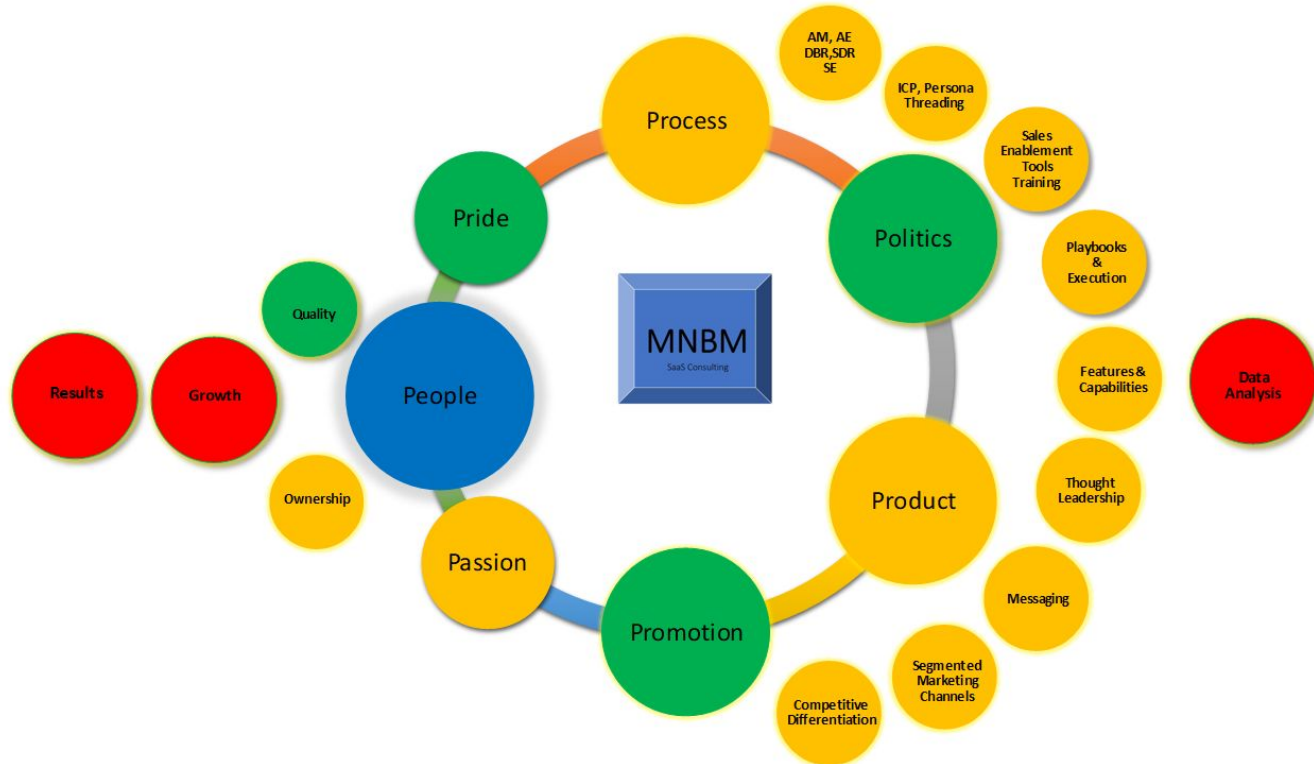 AM, AE
DBR,SDR
SE
ICP, Persona
Threading
Process
Sales
Enablement
Tools
Training
Pride
Politics
Playbooks
&
Execution
Quality
MNBM
SaaS Consulting
Results
Growth
People
Features &
Capabilities
Data
Analysis
Ownership
Product
Thought
Leadership
Passion
Messaging
Promotion
Segmented
Marketing
Channels
Competitive
Differentiation